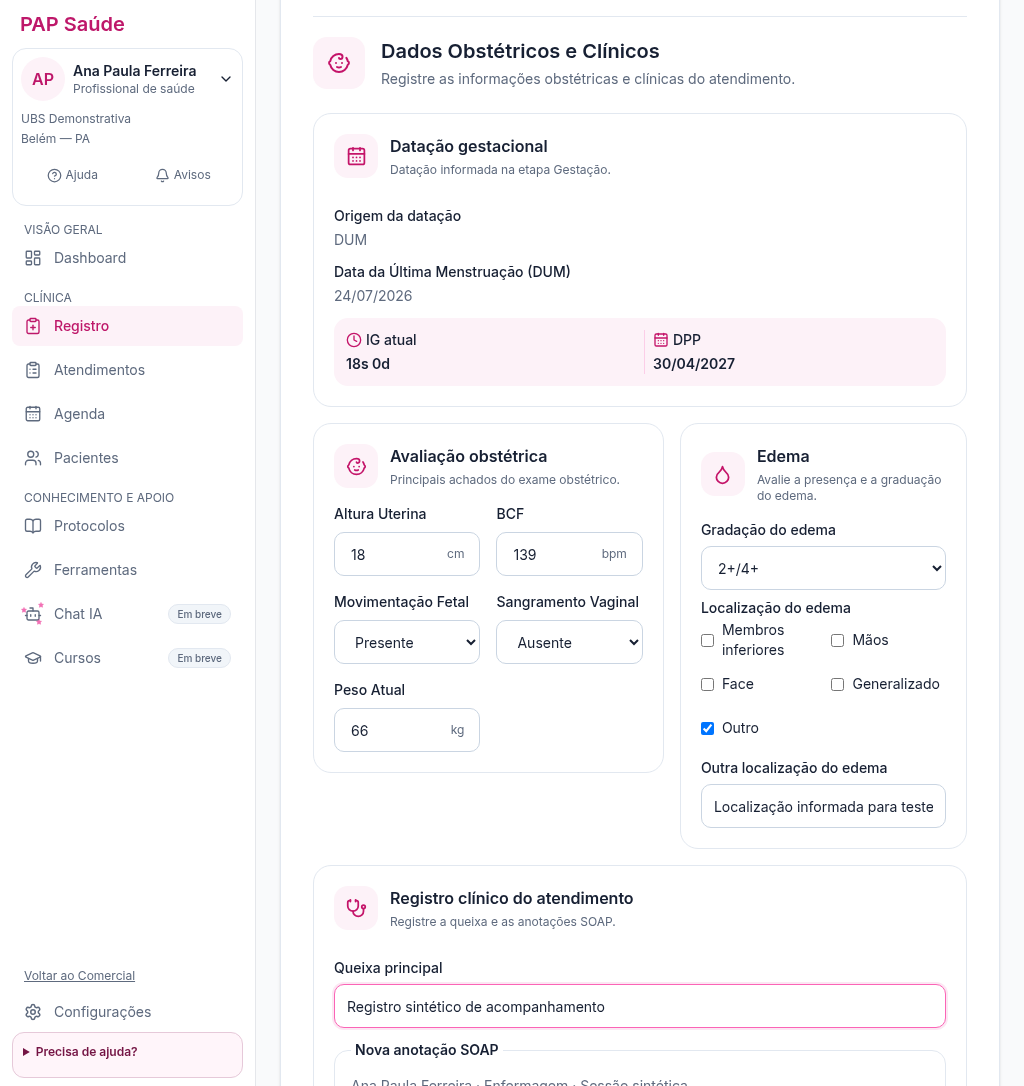 PAP Saúde
AP
Ana Paula Ferreira
Profissional de saúde
UBS Demonstrativa
Belém — PA
Ajuda
Avisos
VISÃO GERAL
Dashboard
CLÍNICA
Registro
Atendimentos
Agenda
Pacientes
CONHECIMENTO E APOIO
Protocolos
Ferramentas
Chat IA
Em breve
Cursos
Em breve
Voltar ao Comercial
Configurações
Precisa de ajuda?
Dados Obstétricos e Clínicos
Registre as informações obstétricas e clínicas do atendimento.
Datação gestacional
Datação informada na etapa Gestação.
Origem da datação
DUM
Data da Última Menstruação (DUM)
24/07/2026
IG atual
18s 0d
DPP
30/04/2027
Avaliação obstétrica
Principais achados do exame obstétrico.
Altura Uterina
18 cm
BCF
139 bpm
Movimentação Fetal
Presente
Sangramento Vaginal
Ausente
Peso Atual
66 kg
Edema
Avalie a presença e a graduação
do edema.
Gradação do edema
2+/4+
Localização do edema
Membros
inferiores
Mãos
Face
Generalizado
Outro
Outra localização do edema
Localização informada para teste
Registro clínico do atendimento
Registre a queixa e as anotações SOAP.
Queixa principal
Registro sintético de acompanhamento
Nova anotação SOAP
Ana Paula Ferreira · Enfermagem · Sessão sintética